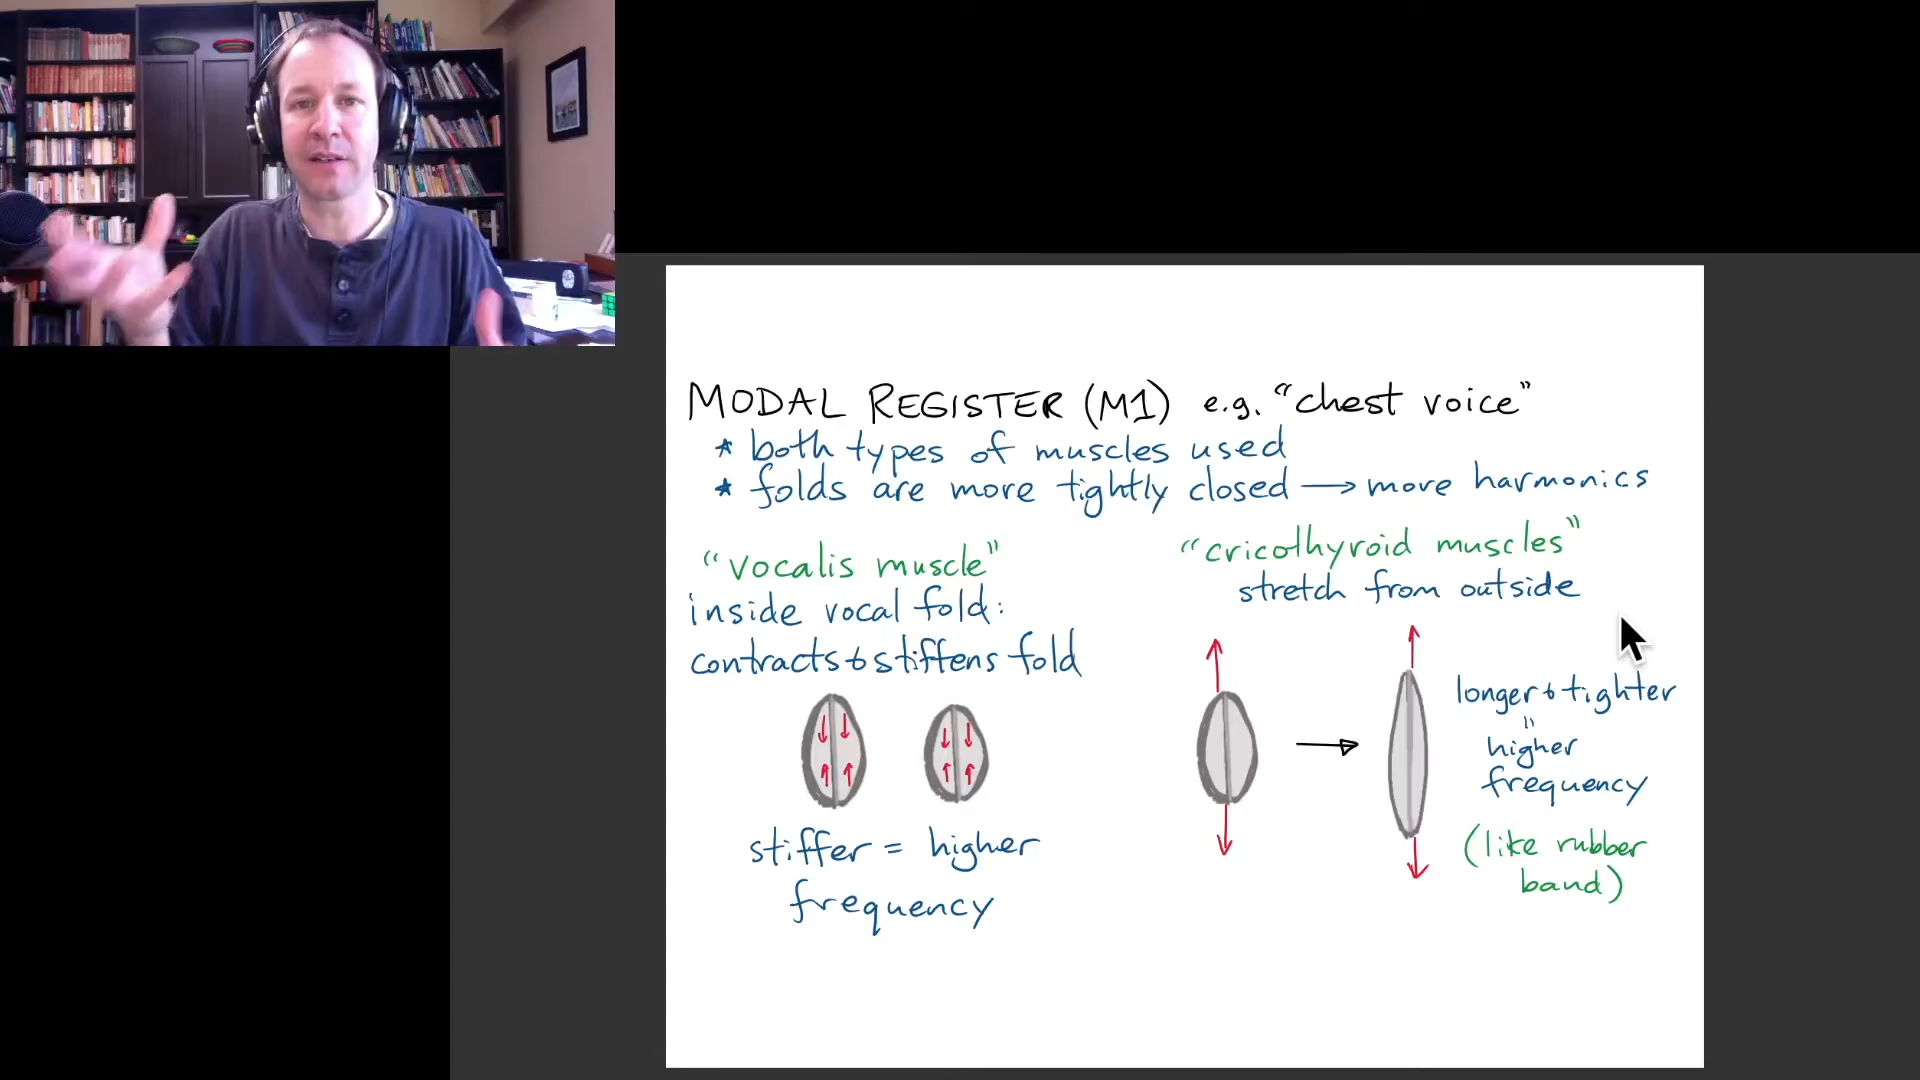 MODAL REGISTER (M1) e.g. "chest voice"
* both types of muscles used
* folds are more tightly closed → more harmonics
"vocalis muscle"
inside vocal fold:
contracts & stiffens fold
stiffer = higher
frequency
"cricothyroid muscles"
stretch from outside
longer & tighter
"
higher
frequency
(like rubber
band)